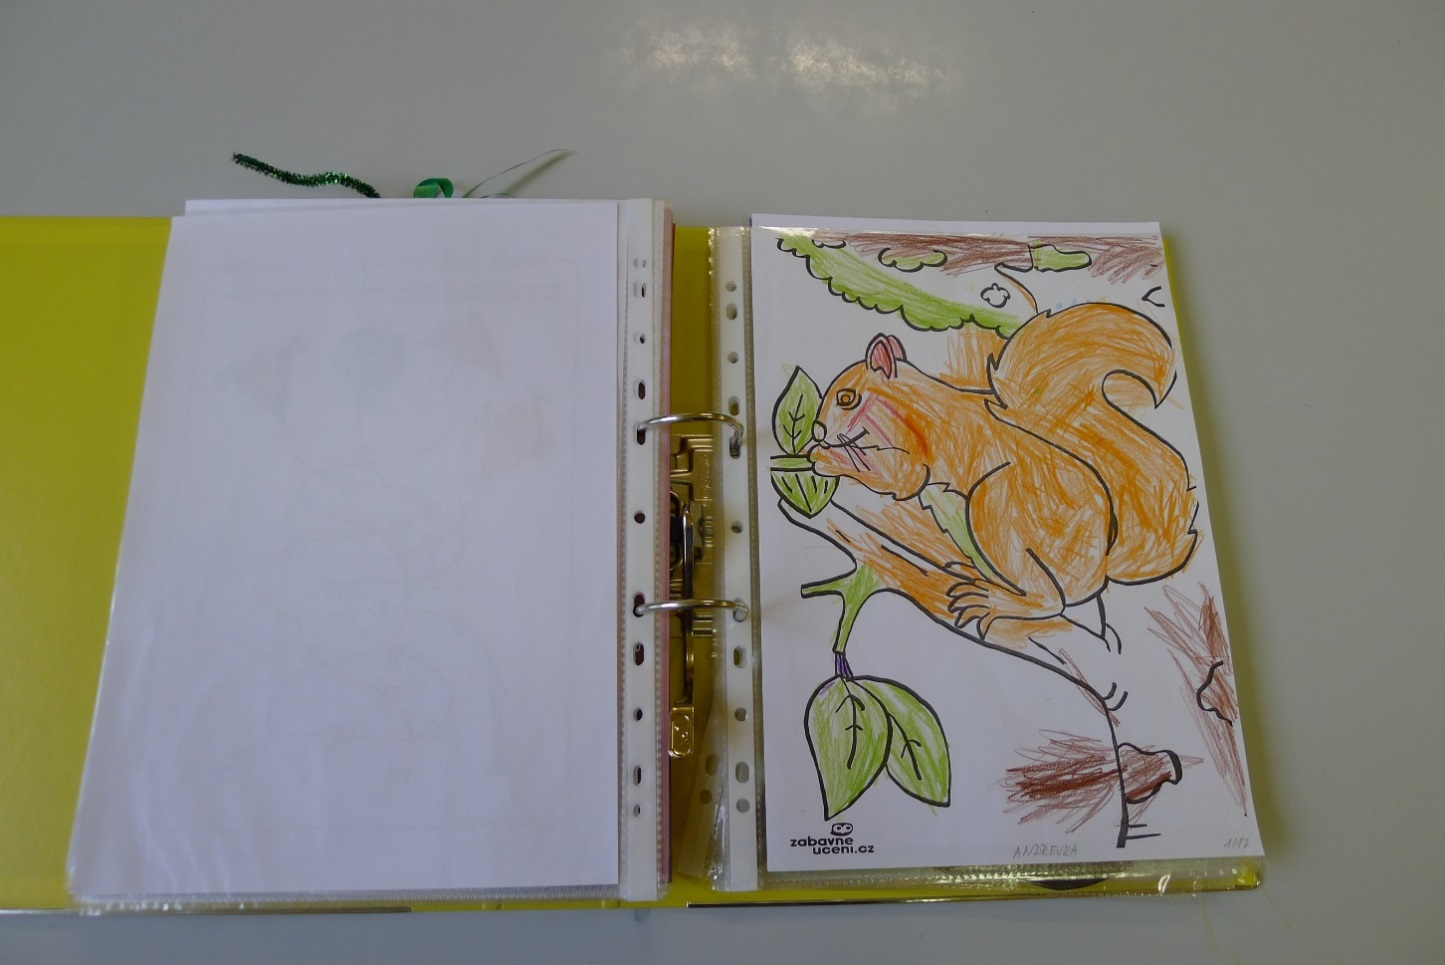 zabavne
uceni.cz
ANDREJKA
1/17